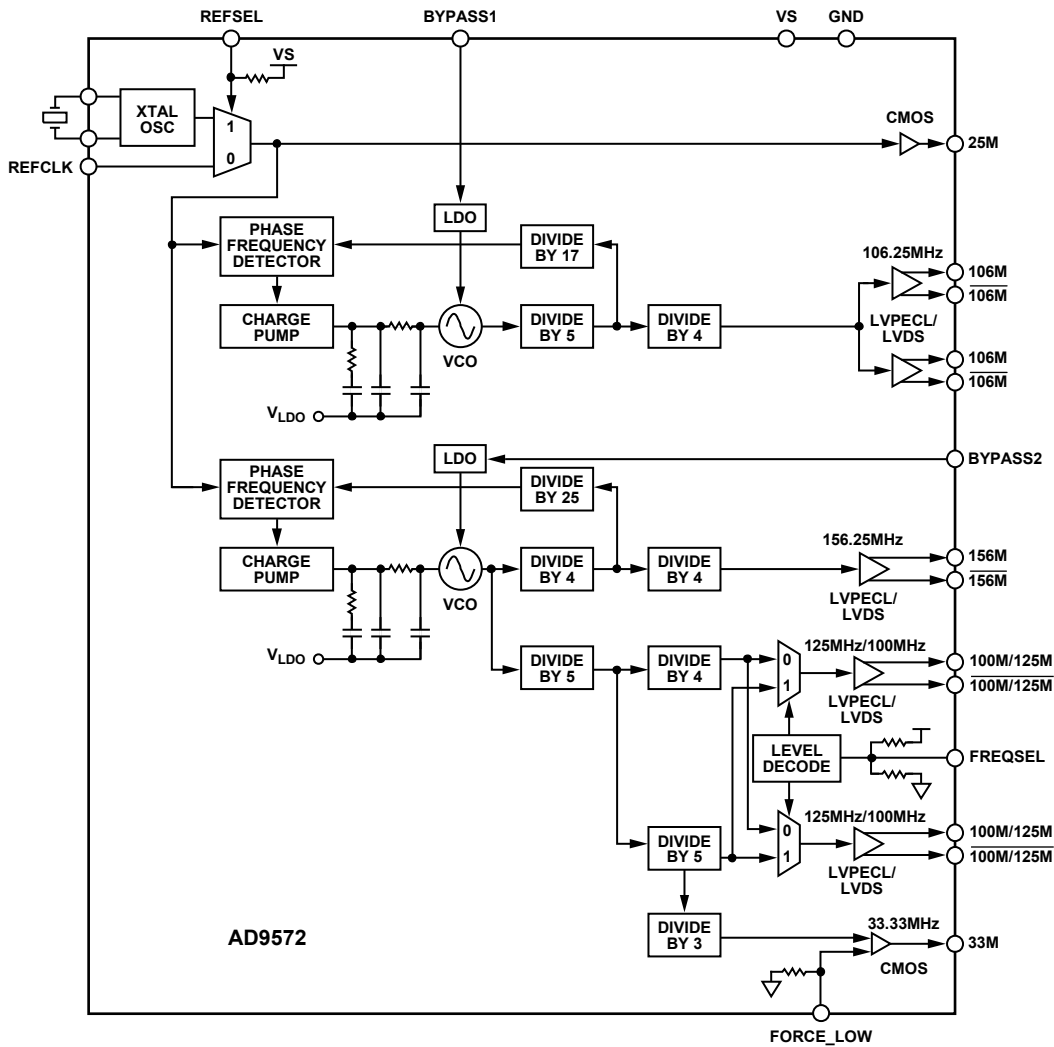 REFSEL
BYPASS1
VS
GND
VS
XTAL
OSC
1
0
REFCLK
CMOS
25M
LDO
PHASE
FREQUENCY
DETECTOR
DIVIDE
BY 17
106.25MHz
106M
106M
CHARGE
PUMP
VCO
DIVIDE
BY 5
DIVIDE
BY 4
LVPECL/
LVDS
106M
106M
VLDO
LDO
BYPASS2
PHASE
FREQUENCY
DETECTOR
DIVIDE
BY 25
156.25MHz
156M
156M
CHARGE
PUMP
VCO
DIVIDE
BY 4
DIVIDE
BY 4
LVPECL/
LVDS
VLDO
DIVIDE
BY 5
DIVIDE
BY 4
0
1
125MHz/100MHz
100M/125M
100M/125M
LVPECL/
LVDS
LEVEL
DECODE
FREQSEL
DIVIDE
BY 5
0
1
125MHz/100MHz
100M/125M
100M/125M
LVPECL/
LVDS
AD9572
DIVIDE
BY 3
33.33MHz
33M
CMOS
FORCE_LOW